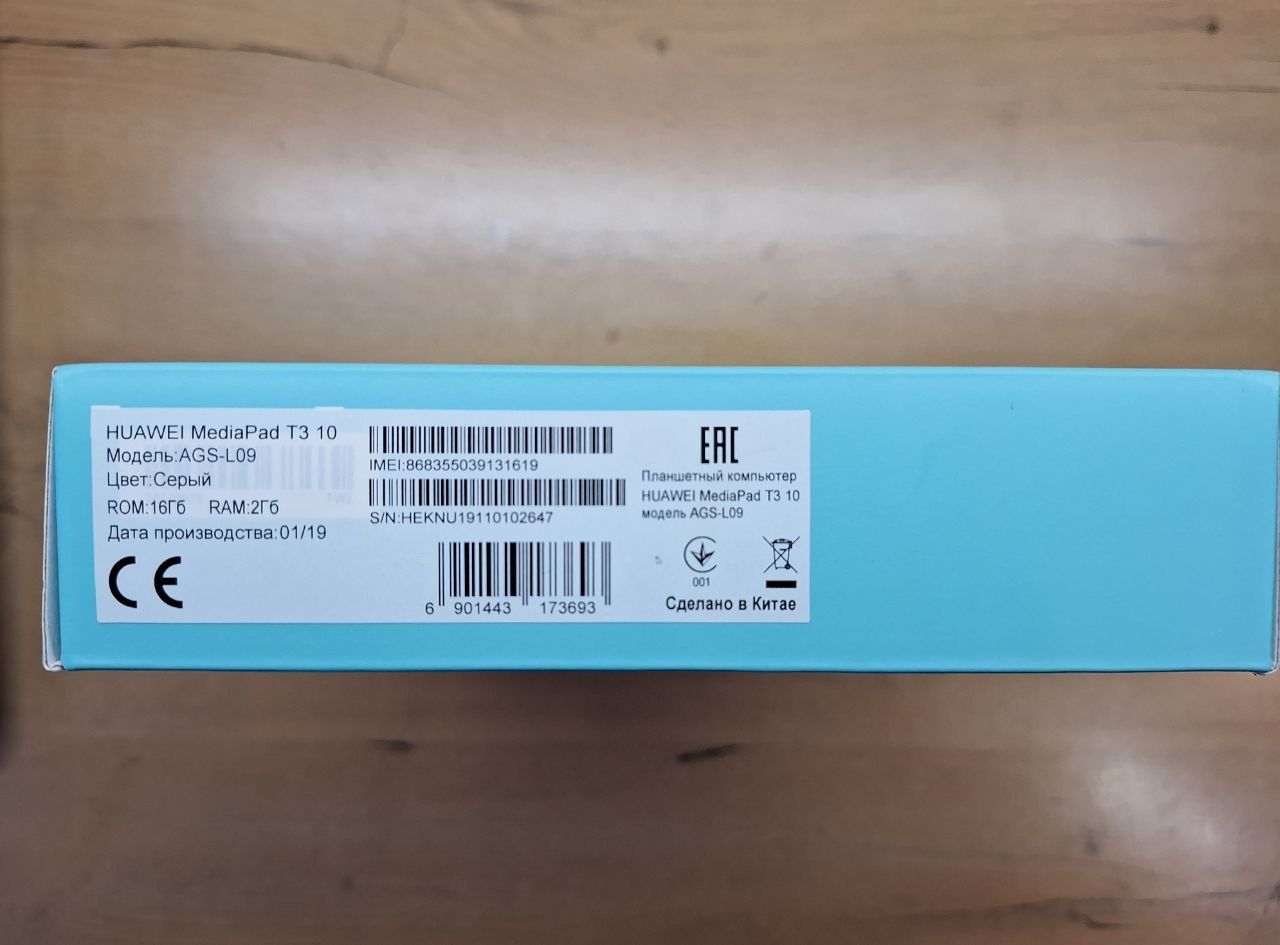 HUAWEI MediaPad T3 10
Модель:AGS-L09
Цвет:Серый
ROM:16Гб RAM:2Гб
Дата производства:01/19
CE
IMEI:868355039131619
S/N:HEKNU19110102647
6 901443 173693
EAC
Планшетный компьютер
HUAWEI MediaPad T3 10
модель AGS-L09
001
Сделано в Китае